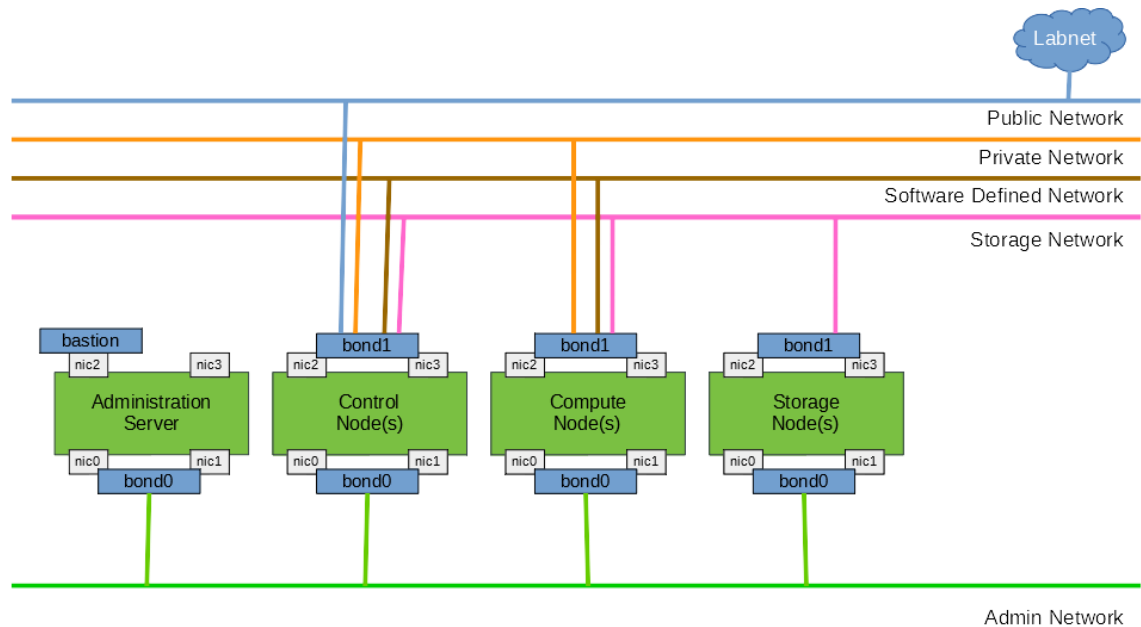 Labnet
Public Network
Private Network
Software Defined Network
Storage Network
bastion
nic2
nic3
Administration
Server
nic0
nic1
bond0
bond1
nic2
nic3
Control
Node(s)
nic0
nic1
bond0
bond1
nic2
nic3
Compute
Node(s)
nic0
nic1
bond0
bond1
nic2
nic3
Storage
Node(s)
nic0
nic1
bond0
Admin Network